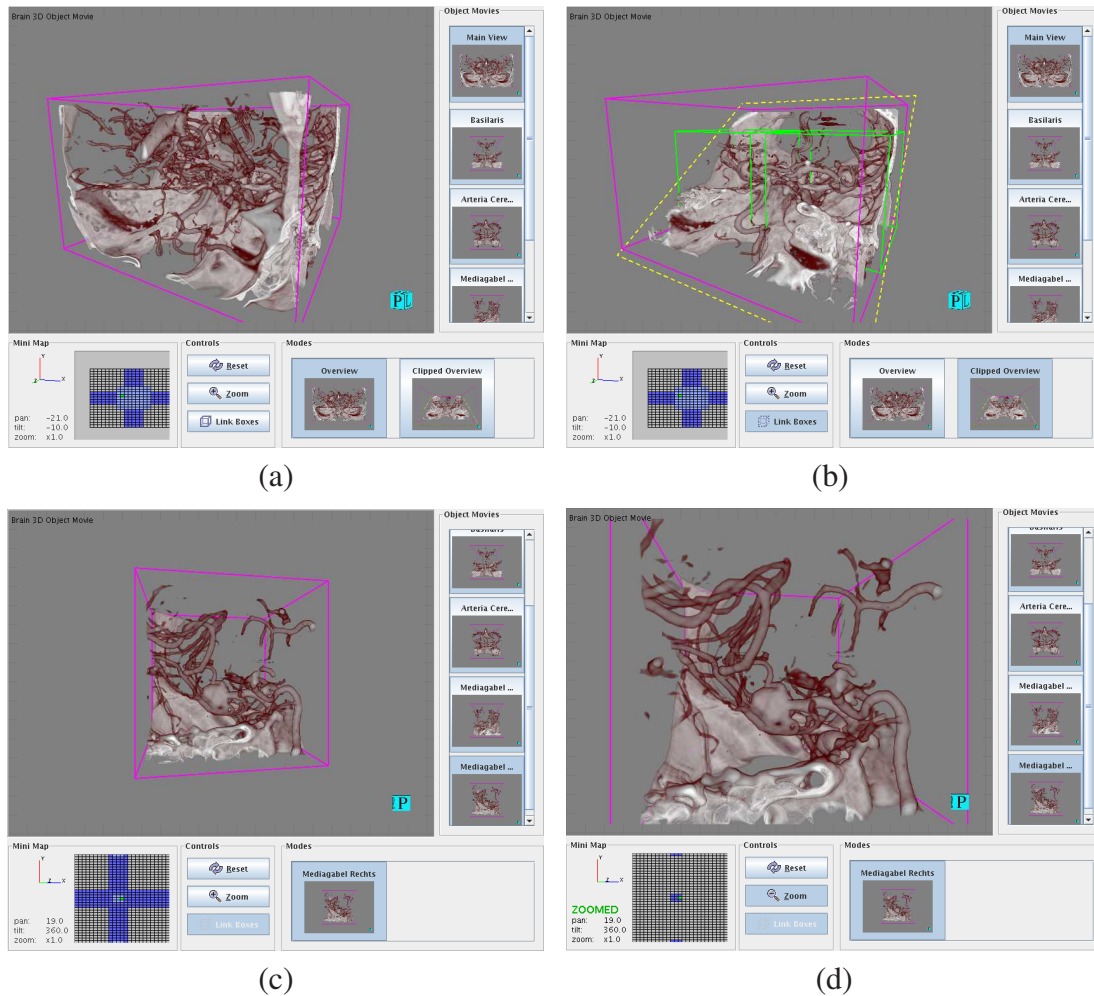 Brain 3D Object Movie
Object Movies
Main View
Basilaris
Arteria Cere...
Mediagabel ...
P L
Mini Map
Y
X
Z
pan: -21.0
tilt: -10.0
zoom: x1.0
Controls
Reset
Zoom
Link Boxes
Modes
Overview
Clipped Overview
(a)
Brain 3D Object Movie
Object Movies
Main View
Basilaris
Arteria Cere...
Mediagabel ...
P L
Mini Map
Y
X
Z
pan: -21.0
tilt: -10.0
zoom: x1.0
Controls
Reset
Zoom
Link Boxes
Modes
Overview
Clipped Overview
(b)
Brain 3D Object Movie
Object Movies
Basilaris
Arteria Cere...
Mediagabel ...
Mediagabel ...
P
Mini Map
Y
X
pan: 19.0
tilt: 360.0
zoom: x1.0
Controls
Reset
Zoom
Link Boxes
Modes
Mediagabel Rechts
(c)
Brain 3D Object Movie
Object Movies
Basilaris
Arteria Cere...
Mediagabel ...
Mediagabel ...
P
Mini Map
Y
X
ZOOMED
pan: 19.0
tilt: 360.0
zoom: x1.0
Controls
Reset
Zoom
Link Boxes
Modes
Mediagabel Rechts
(d)